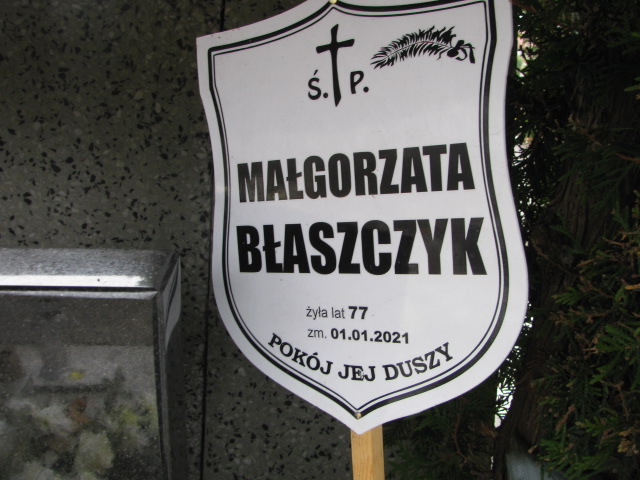 Ś. P.
MAŁGORZATA
BŁASZCZYK
żyła lat 77
zm. 01.01.2021
POKÓJ JEJ DUSZY